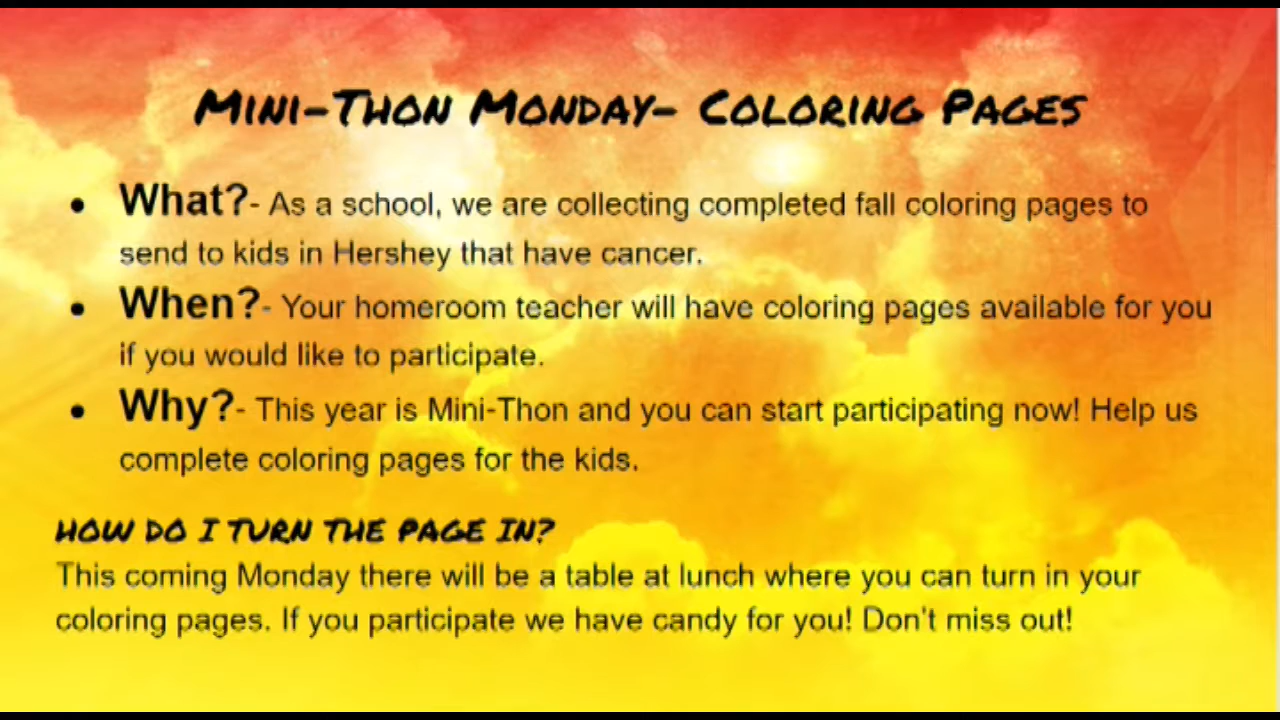 Mini-Thon Monday- Coloring Pages
● What?- As a school, we are collecting completed fall coloring pages to
send to kids in Hershey that have cancer.
● When?- Your homeroom teacher will have coloring pages available for you
if you would like to participate.
● Why?- This year is Mini-Thon and you can start participating now! Help us
complete coloring pages for the kids.
HOW DO I TURN THE PAGE IN?
This coming Monday there will be a table at lunch where you can turn in your
coloring pages. If you participate we have candy for you! Don't miss out!